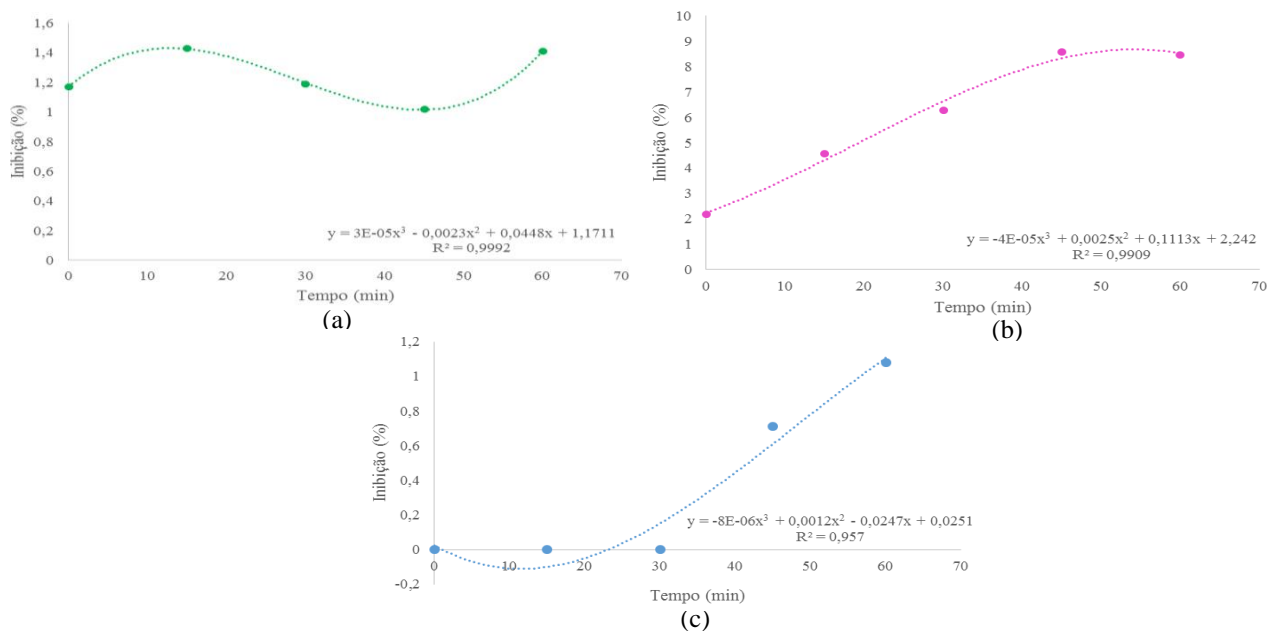 1,6
1,4
1,2
1
0,8
0,6
0,4
0,2
0
Inibição (%)
y = 3E-05x³ - 0,0023x² + 0,0448x + 1,1711
R² = 0,9992
0 10 20 30 40 50 60 70
Tempo (min)
(a)
10
9
8
7
6
5
4
3
2
1
0
Inibição (%)
y = -4E-05x³ + 0,0025x² + 0,1113x + 2,242
R² = 0,9909
0 10 20 30 40 50 60 70
Tempo (min)
(b)
1,2
1
0,8
0,6
0,4
0,2
0
-0,2
Inibição (%)
y = -8E-06x³ + 0,0012x² - 0,0247x + 0,0251
R² = 0,957
0 10 20 30 40 50 60 70
Tempo (min)
(c)